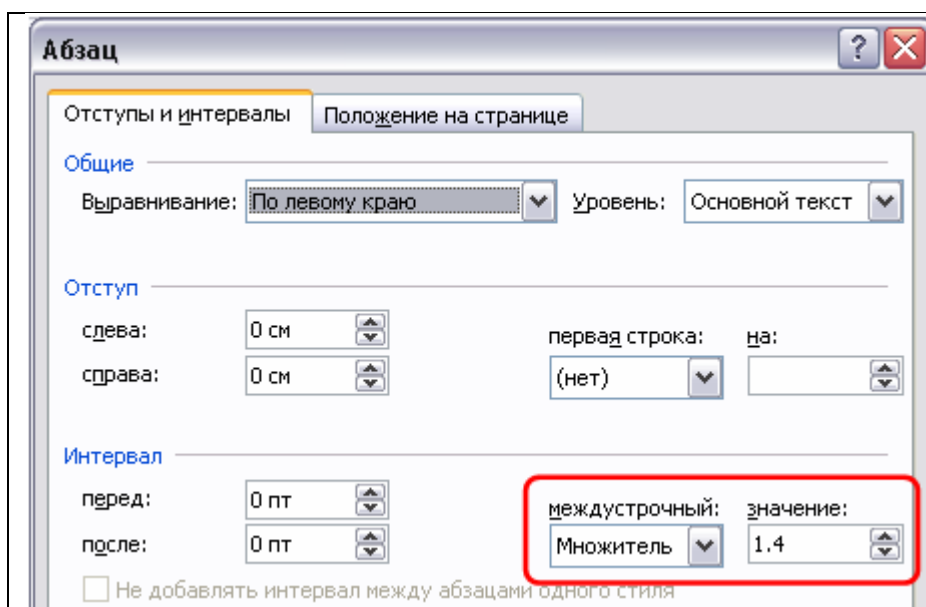 Абзац
Отступы и интервалы Положение на странице
Общие
Выравнивание: По левому краю Уровень: Основной текст
Отступ
слева: 0 см первая строка: на:
справа: 0 см (нет)
Интервал
перед: 0 пт междустрочный: значение:
после: 0 пт Множитель 1.4
Не добавлять интервал между абзацами одного стиля